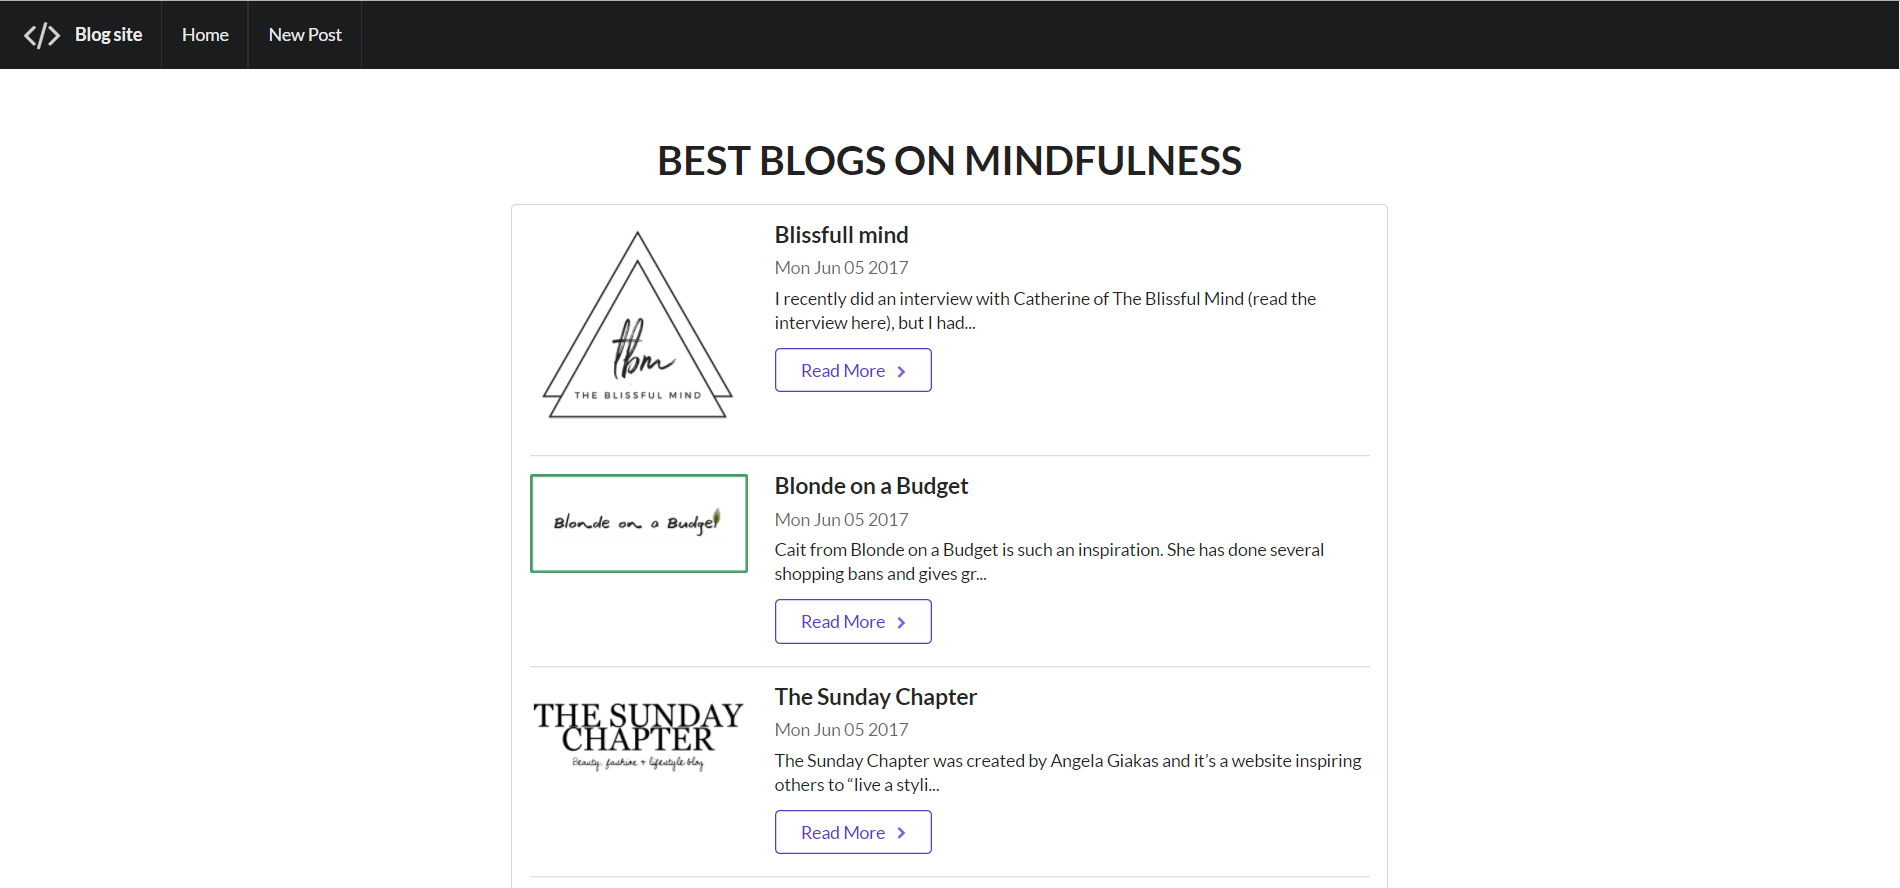 Blog site Home New Post
BEST BLOGS ON MINDFULNESS
tbm
THE BLISSFUL MIND
Blissfull mind
Mon Jun 05 2017
I recently did an interview with Catherine of The Blissful Mind (read the
interview here), but I had...
Read More
Blonde on a Budget
Blonde on a Budget
Mon Jun 05 2017
Cait from Blonde on a Budget is such an inspiration. She has done several
shopping bans and gives gr...
Read More
THE SUNDAY
CHAPTER
Beauty, fashion + lifestyle blog
The Sunday Chapter
Mon Jun 05 2017
The Sunday Chapter was created by Angela Giakas and it’s a website inspiring
others to “live a styli...
Read More